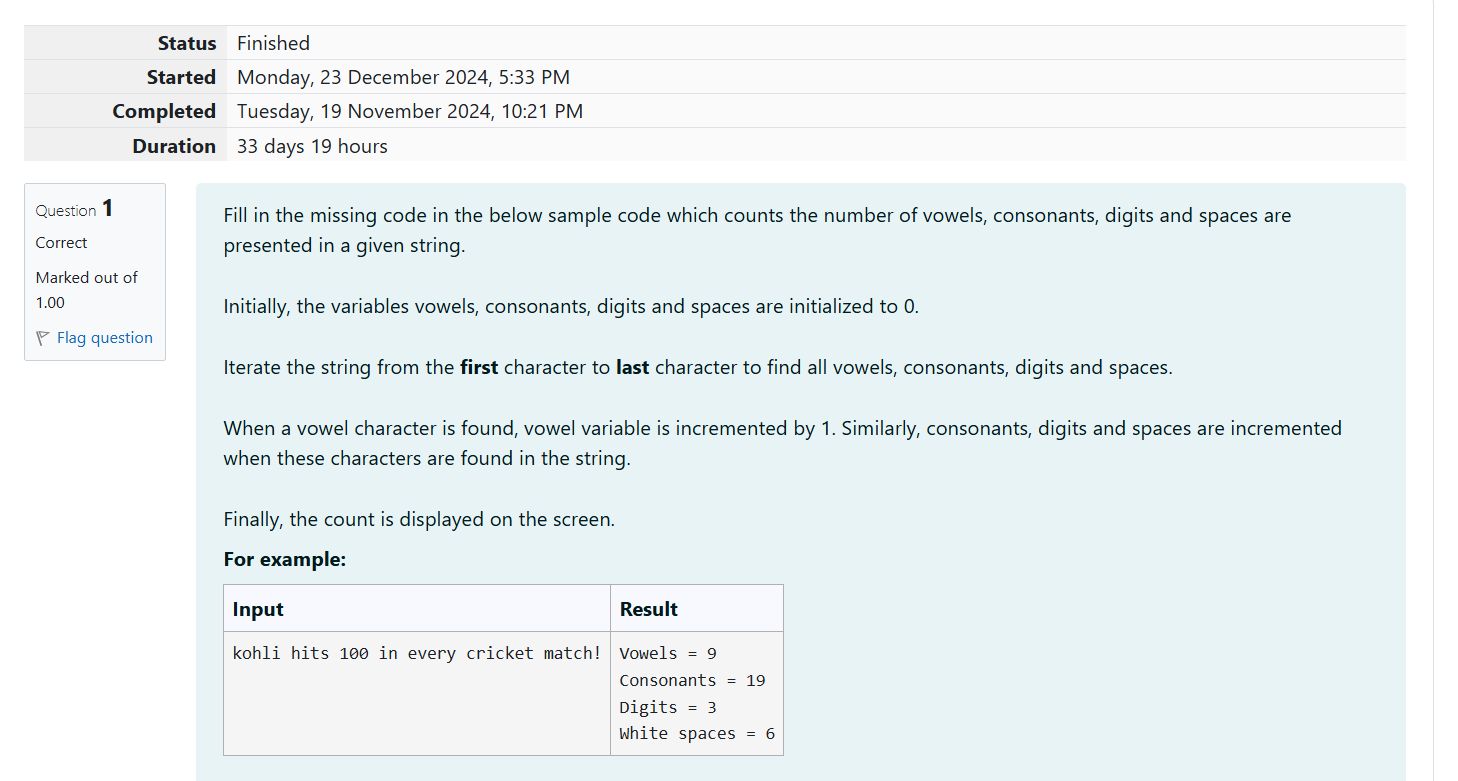 Status Finished
Started Monday, 23 December 2024, 5:33 PM
Completed Tuesday, 19 November 2024, 10:21 PM
Duration 33 days 19 hours
Question 1
Correct
Marked out of
1.00
Flag question
Fill in the missing code in the below sample code which counts the number of vowels, consonants, digits and spaces are
presented in a given string.
Initially, the variables vowels, consonants, digits and spaces are initialized to 0.
Iterate the string from the first character to last character to find all vowels, consonants, digits and spaces.
When a vowel character is found, vowel variable is incremented by 1. Similarly, consonants, digits and spaces are incremented
when these characters are found in the string.
Finally, the count is displayed on the screen.
For example:
Input Result
kohli hits 100 in every cricket match! Vowels = 9
Consonants = 19
Digits = 3
White spaces = 6